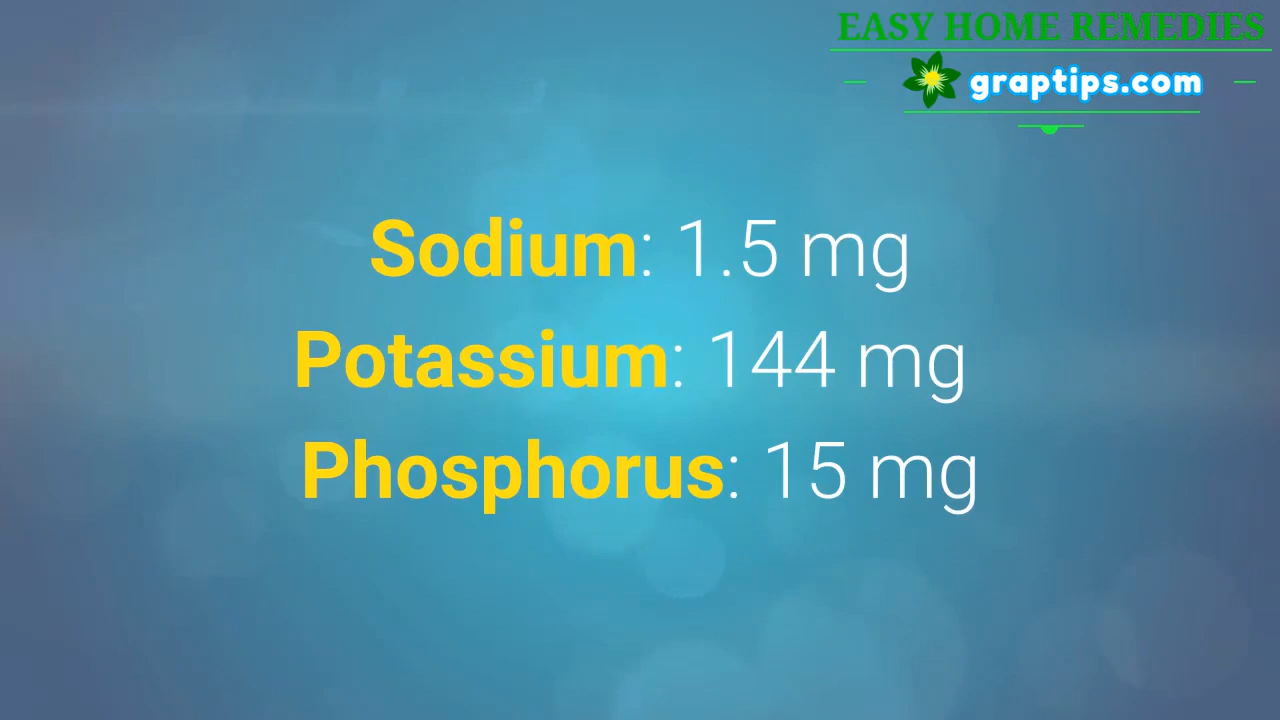 EASY HOME REMEDIES
graptips.com
Sodium: 1.5 mg
Potassium: 144 mg
Phosphorus: 15 mg